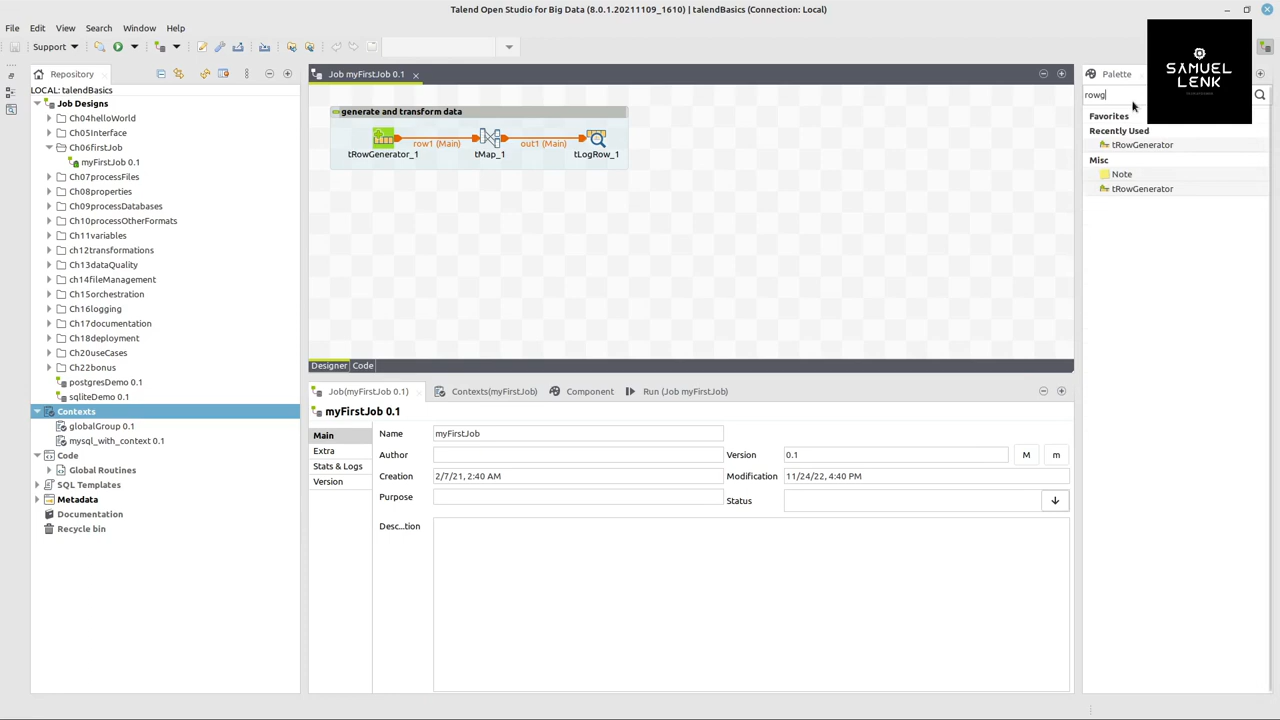 Talend Open Studio for Big Data (8.0.1.20211109_1610) | talendBasics (Connection: Local)
File Edit View Search Window Help
Support
SAMUEL
LENK
Repository
LOCAL: talendBasics
Job Designs
Ch04helloWorld
Ch05Interface
Ch06firstJob
myFirstJob 0.1
Ch07processFiles
Ch08properties
Ch09processDatabases
Ch10processOtherFormats
Ch11variables
ch12transformations
Ch13dataQuality
ch14fileManagement
Ch15orchestration
Ch16logging
Ch17documentation
Ch18deployment
Ch20useCases
Ch22bonus
postgresDemo 0.1
sqliteDemo 0.1
Contexts
globalGroup 0.1
mysql_with_context 0.1
Code
Global Routines
SQL Templates
Metadata
Documentation
Recycle bin
Job myFirstJob 0.1
generate and transform data
row1 (Main) out1 (Main)
tRowGenerator_1 tMap_1 tLogRow_1
Designer Code
Job(myFirstJob 0.1) Contexts(myFirstJob) Component Run (Job myFirstJob)
myFirstJob 0.1
Main
Extra
Stats & Logs
Version
Name myFirstJob
Author Version 0.1 M m
Creation 2/7/21, 2:40 AM Modification 11/24/22, 4:40 PM
Purpose Status
Desc...tion
Palette
rowg
Favorites
Recently Used
tRowGenerator
Misc
Note
tRowGenerator